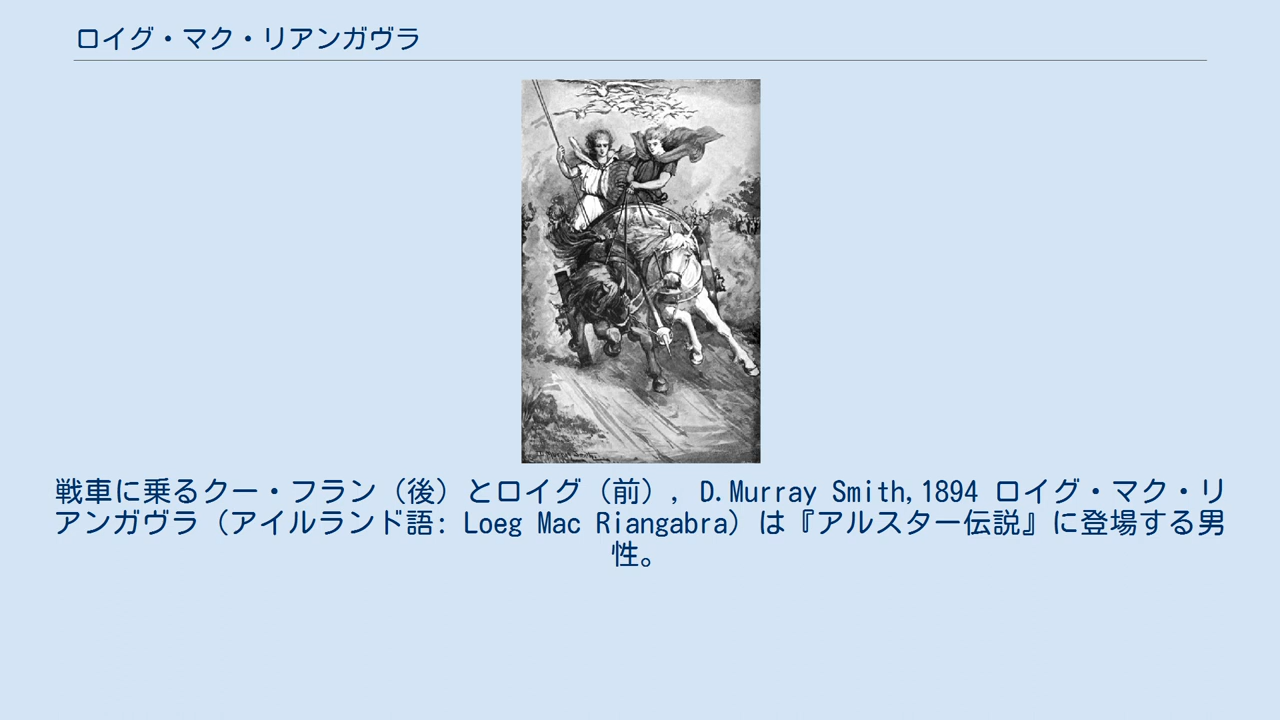 ロイグ・マク・リアンガヴラ
戦車に乗るクー・フラン（後）とロイグ（前）, D.Murray Smith,1894 ロイグ・マク・リ
アンガヴラ（アイルランド語: Loeg Mac Riangabra）は『アルスター伝説』に登場する男
性。